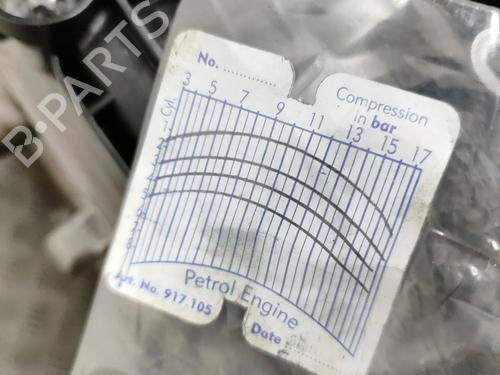 No. ..............
Compression
in bar
3 5 7 9 11 13 15 17
Cyl.
Petrol Engine
Art. No. 917.105
Date
B-PARTS